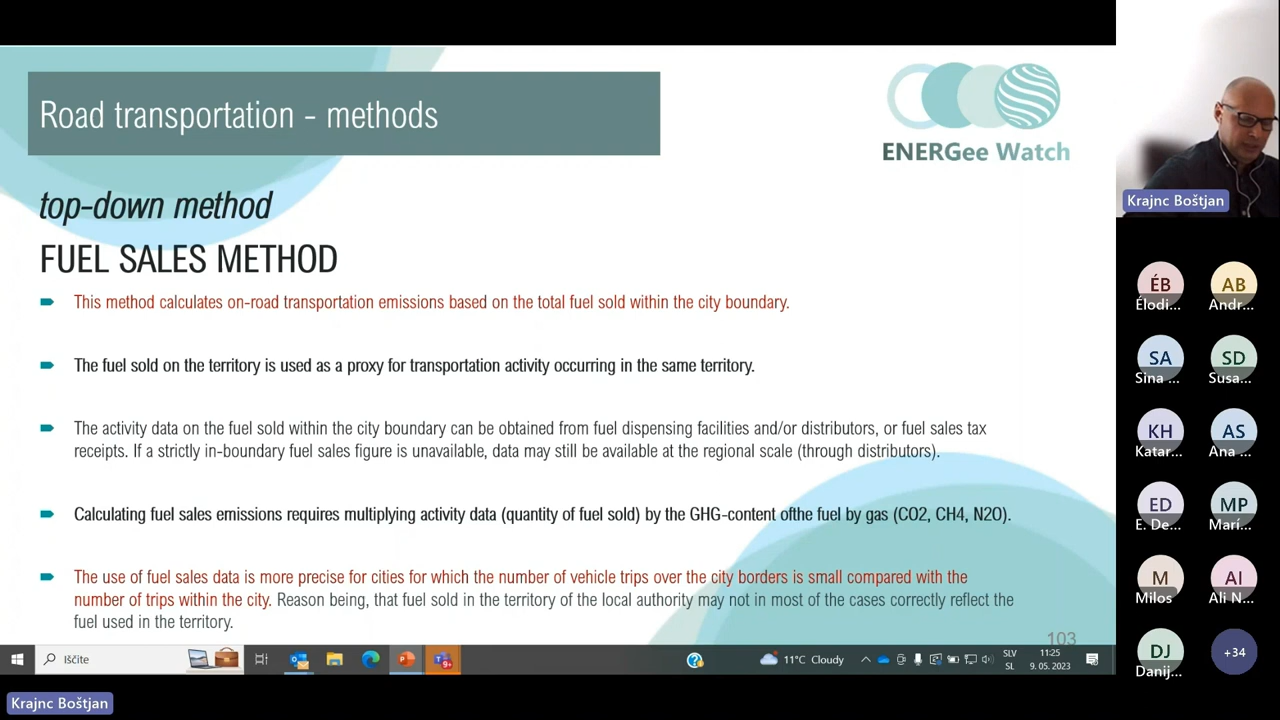 Road transportation - methods
ENERGee Watch
top-down method
FUEL SALES METHOD
This method calculates on-road transportation emissions based on the total fuel sold within the city boundary.
The fuel sold on the territory is used as a proxy for transportation activity occurring in the same territory.
The activity data on the fuel sold within the city boundary can be obtained from fuel dispensing facilities and/or distributors, or fuel sales tax
receipts. If a strictly in-boundary fuel sales figure is unavailable, data may still be available at the regional scale (through distributors).
Calculating fuel sales emissions requires multiplying activity data (quantity of fuel sold) by the GHG-content ofthe fuel by gas (CO2, CH4, N2O).
The use of fuel sales data is more precise for cities for which the number of vehicle trips over the city borders is small compared with the
number of trips within the city. Reason being, that fuel sold in the territory of the local authority may not in most of the cases correctly reflect the
fuel used in the territory.
103
Iščite
9+
11°C Cloudy
SLV
SL
11:25
9. 05. 2023
Krajnc Boštjan
Krajnc Boštjan
ÉB
Élodi...
AB
Andr...
SA
Sina ...
SD
Susa...
KH
Katar...
AS
Ana ...
ED
E. De...
MP
Marí...
M
Milos
AI
Ali N...
DJ
Danij...
+34